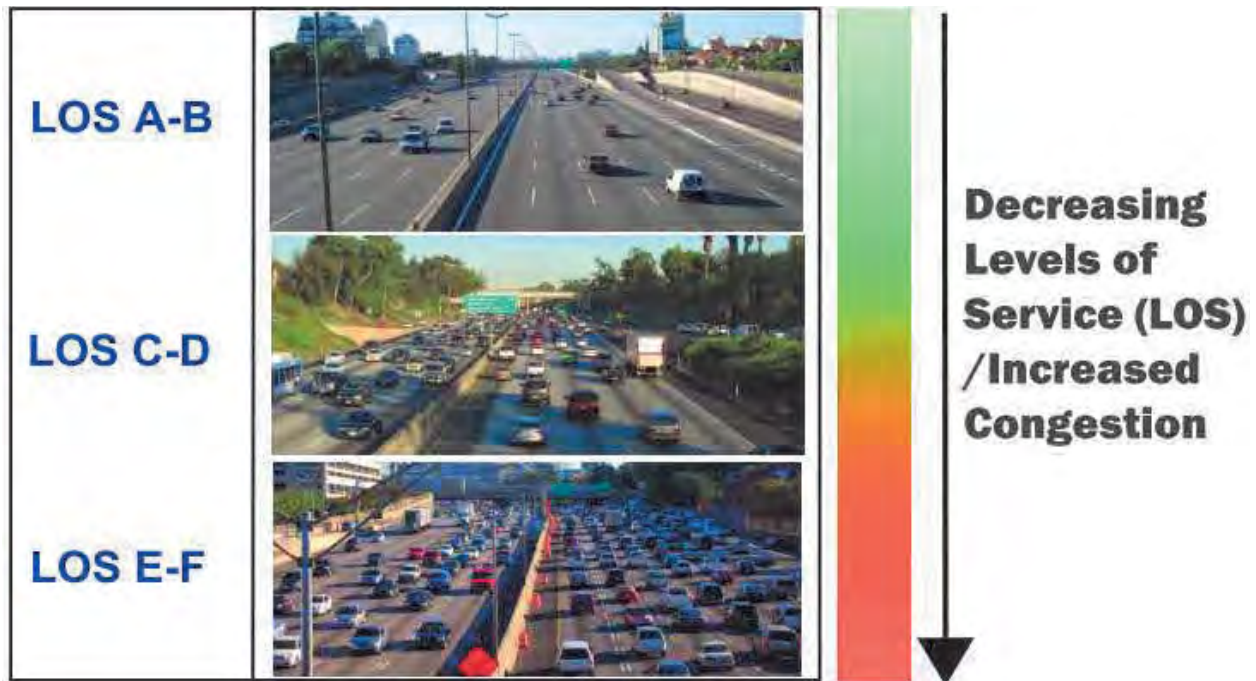 LOS A-B
LOS C-D
LOS E-F
Decreasing
Levels of
Service (LOS)
/Increased
Congestion